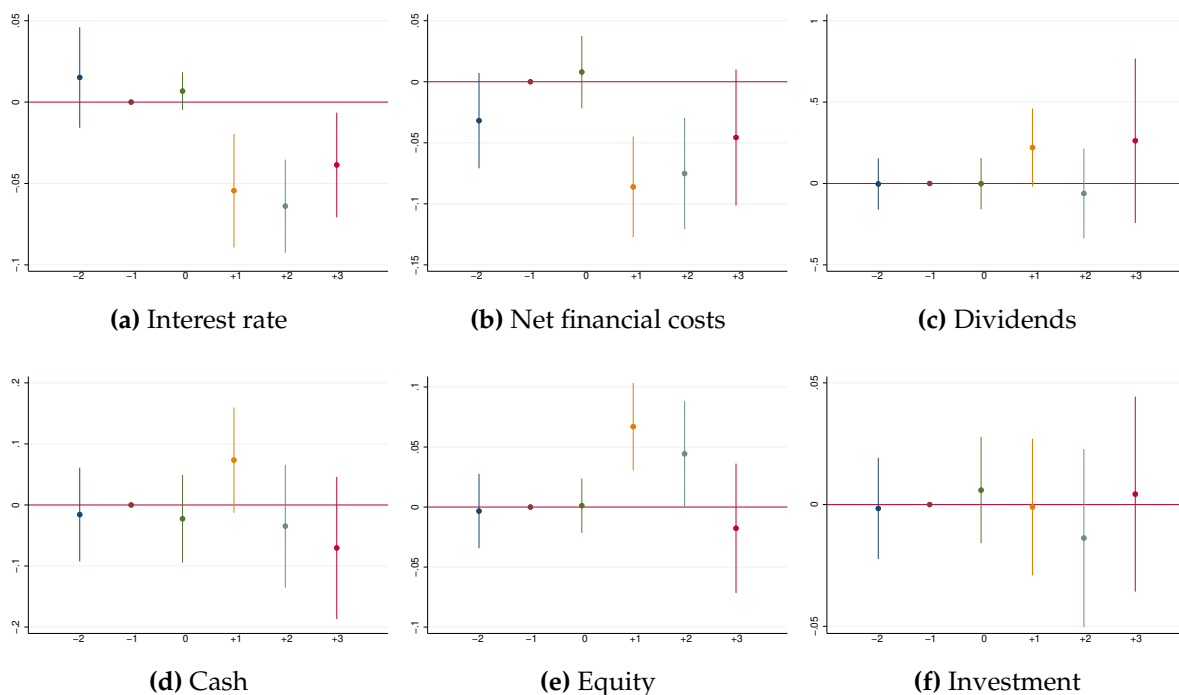 .05
0
-.05
-.1
-2 -1 0 +1 +2 +3
(a) Interest rate
.05
0
-.05
-.1
-.15
-2 -1 0 +1 +2 +3
(b) Net financial costs
1
.5
0
-.5
-2 -1 0 +1 +2 +3
(c) Dividends
.2
.1
0
-.1
-.2
-2 -1 0 +1 +2 +3
(d) Cash
.1
.05
0
-.05
-.1
-2 -1 0 +1 +2 +3
(e) Equity
.05
0
-.05
-2 -1 0 +1 +2 +3
(f) Investment